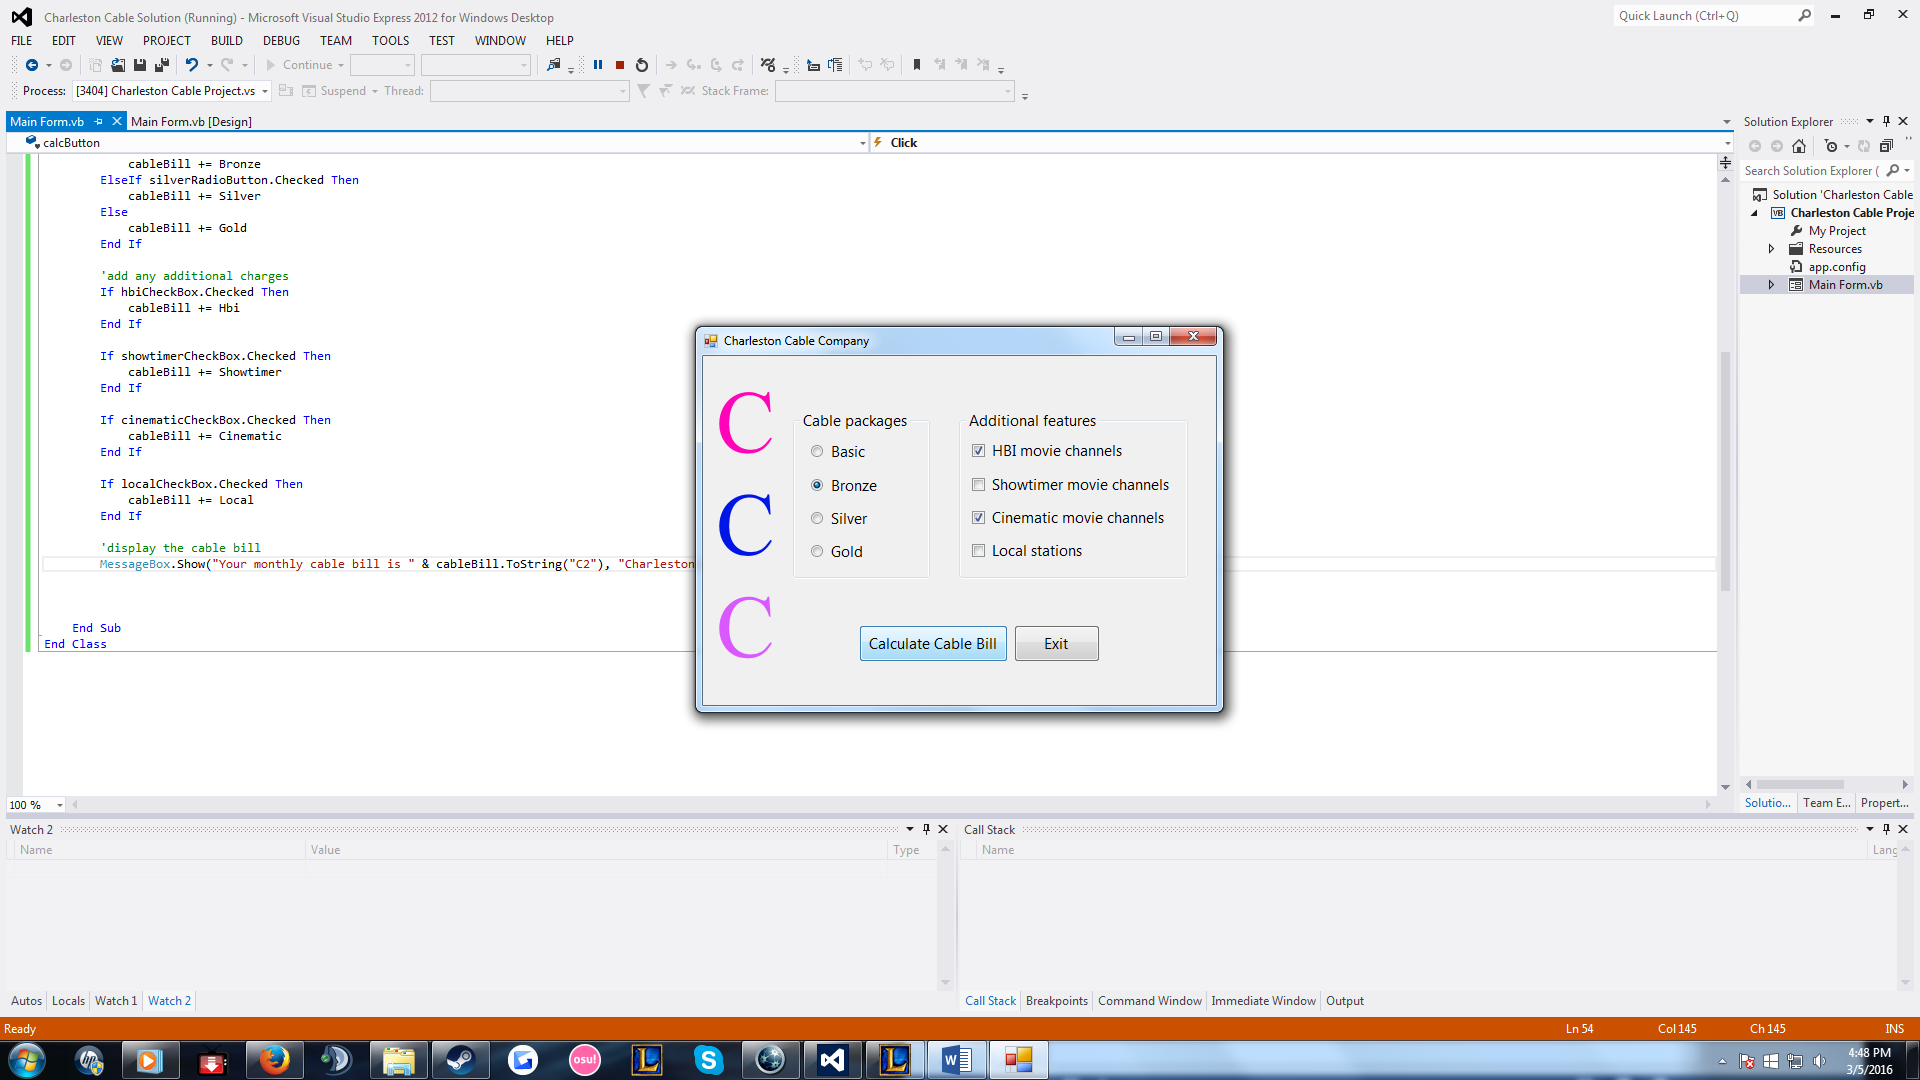 Charleston Cable Solution (Running) - Microsoft Visual Studio Express 2012 for Windows Desktop
Quick Launch (Ctrl+Q)
FILE EDIT VIEW PROJECT BUILD DEBUG TEAM TOOLS TEST WINDOW HELP
Continue
Process: [3404] Charleston Cable Project.vs Suspend Thread: Stack Frame:
Main Form.vb Main Form.vb [Design]
calcButton Click
cableBill += Bronze
ElseIf silverRadioButton.Checked Then
cableBill += Silver
Else
cableBill += Gold
End If
'add any additional charges
If hbiCheckBox.Checked Then
cableBill += Hbi
End If
If showtimerCheckBox.Checked Then
cableBill += Showtimer
End If
If cinematicCheckBox.Checked Then
cableBill += Cinematic
End If
If localCheckBox.Checked Then
cableBill += Local
End If
'display the cable bill
MessageBox.Show("Your monthly cable bill is " & cableBill.ToString("C2"), "Charleston
End Sub
End Class
Charleston Cable Company
C
C
C
Cable packages
Basic
Bronze
Silver
Gold
Additional features
HBI movie channels
Showtimer movie channels
Cinematic movie channels
Local stations
Calculate Cable Bill Exit
Solution Explorer
Search Solution Explorer (
Solution 'Charleston Cable
VB Charleston Cable Proje
My Project
Resources
app.config
Main Form.vb
Solutio... Team E... Propert...
100 %
Watch 2
Name Value Type
Autos Locals Watch 1 Watch 2
Call Stack
Name Lang
Call Stack Breakpoints Command Window Immediate Window Output
Ready Ln 54 Col 145 Ch 145 INS
hp osu! L S L W
4:48 PM
3/5/2016